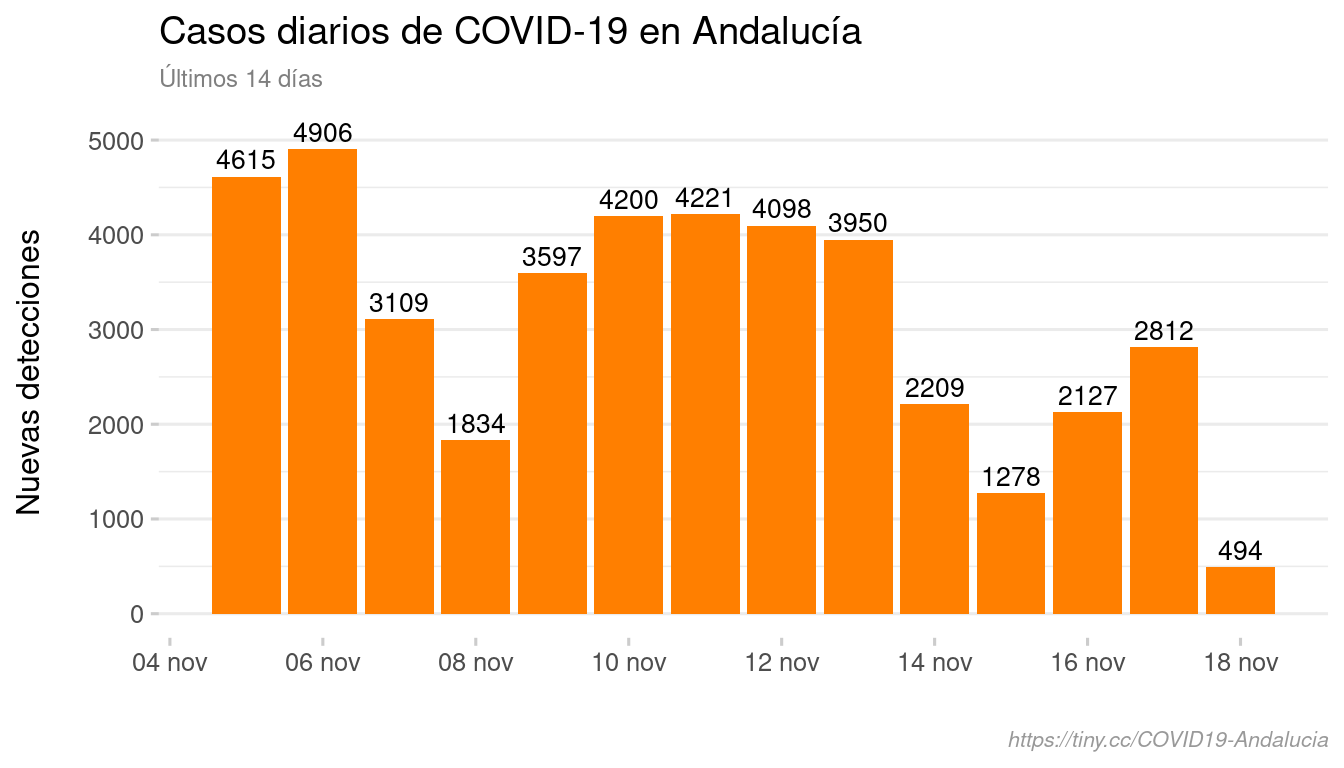 Casos diarios de COVID-19 en Andalucía
Últimos 14 días
Nuevas detecciones
5000
4000
3000
2000
1000
0
4615
4906
3109
1834
3597
4200
4221
4098
3950
2209
1278
2127
2812
494
04 nov
06 nov
08 nov
10 nov
12 nov
14 nov
16 nov
18 nov
https://tiny.cc/COVID19-Andalucia